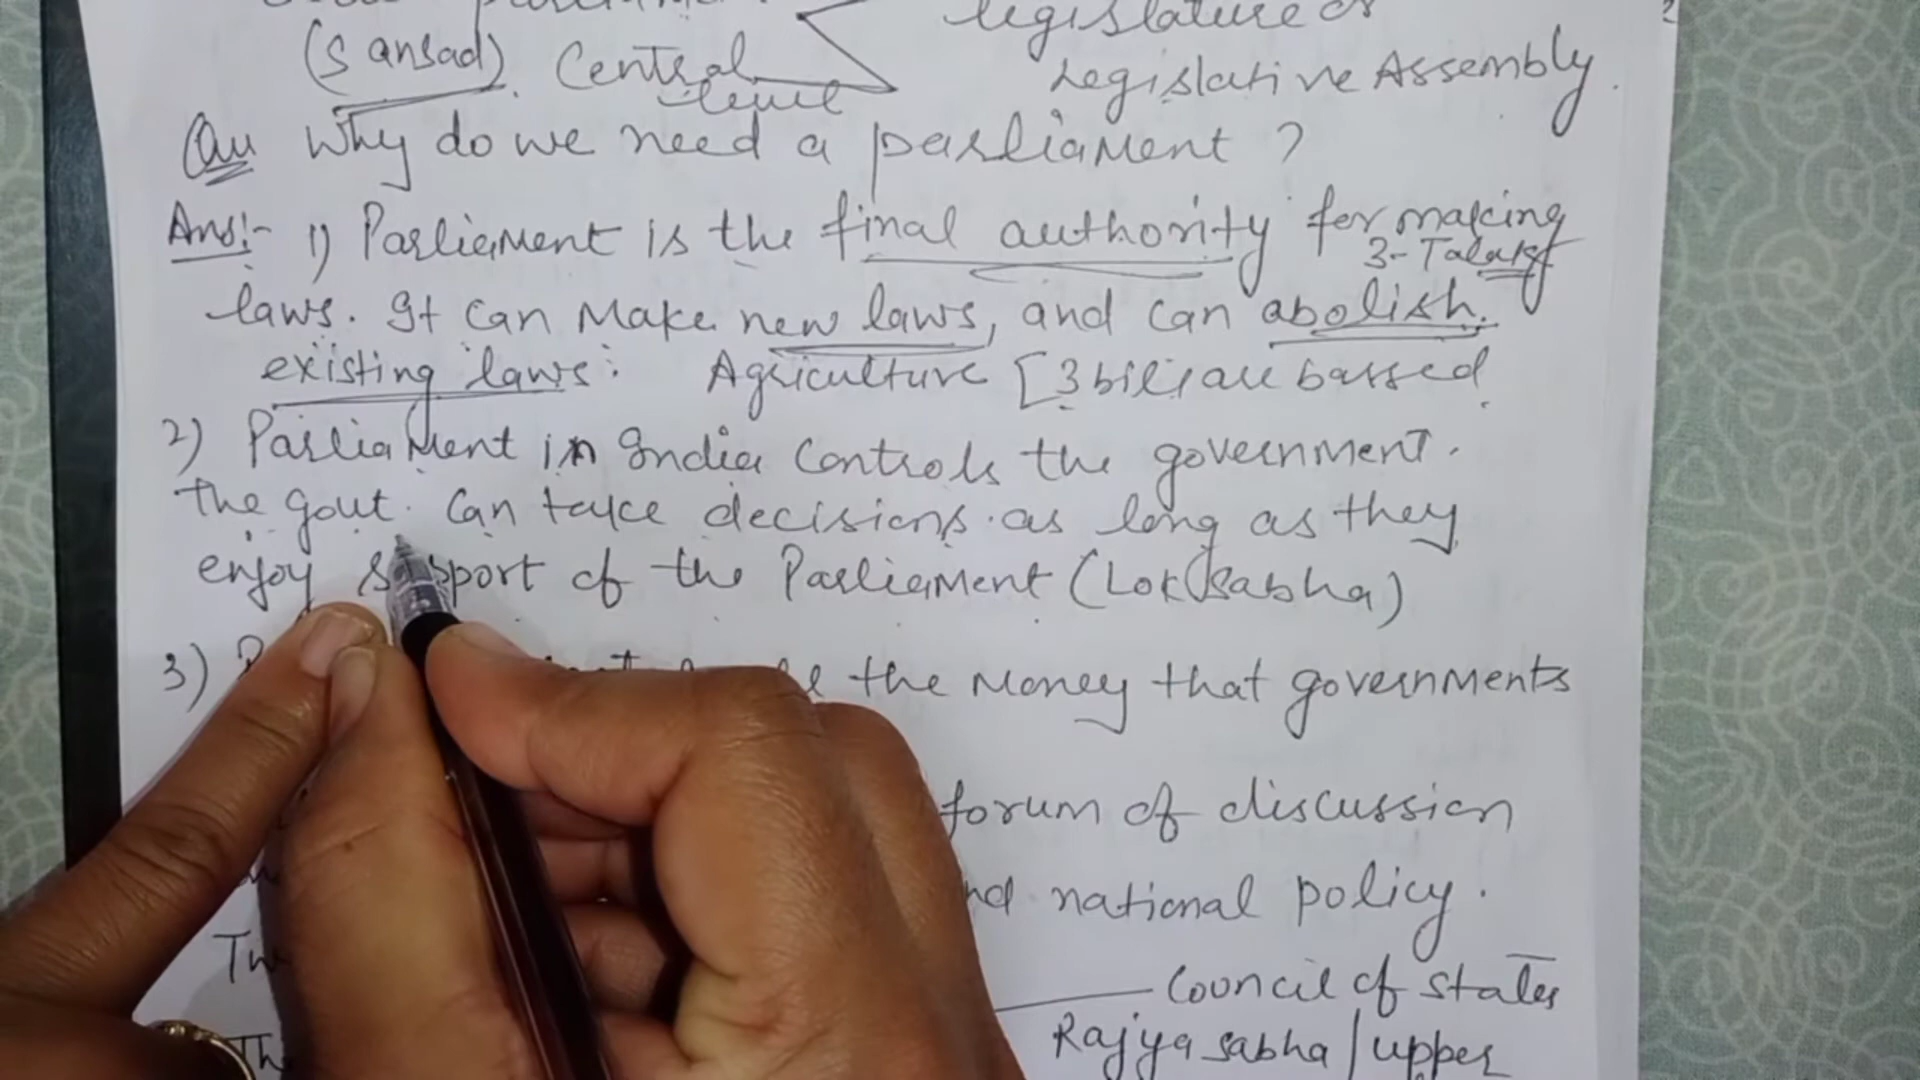 legislature or
(Sansad) Central
level
Legislative Assembly.
Qu Why do we need a parliament?
Ans:- 1) Parliament is the final authority for making
3-Talaq
laws. It can make new laws, and can abolish
existing laws: Agriculture [3 bills are passed
2) Parliament in India controls the government.
the govt. can take decisions as long as they
enjoy support of the Parliament (Lok Sabha)
3) the money that governments
forum of discussion
national policy.
Council of states
Rajya sabha / upper